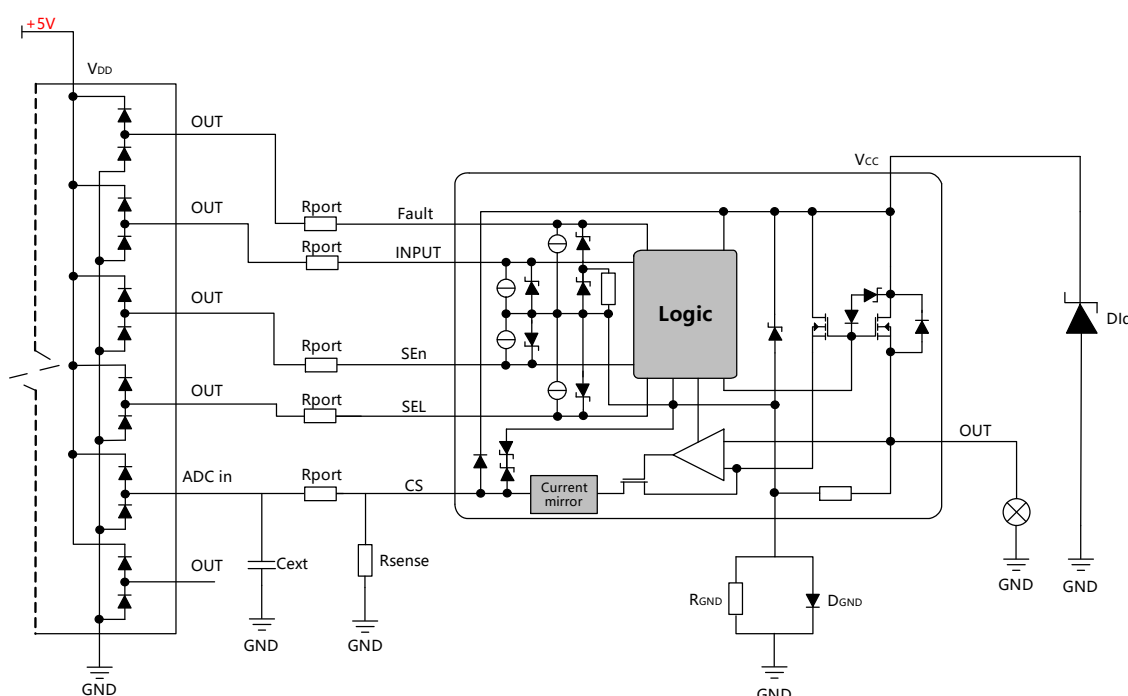 +5V
VDD
OUT
VCC
Rport
Fault
OUT
Rport
INPUT
OUT
Logic
DIc
Rport
SEn
OUT
Rport
SEL
OUT
ADC in
Rport
CS
Current
mirror
OUT
Cext
Rsense
RGND
DGND
GND
GND
GND
GND
GND
GND